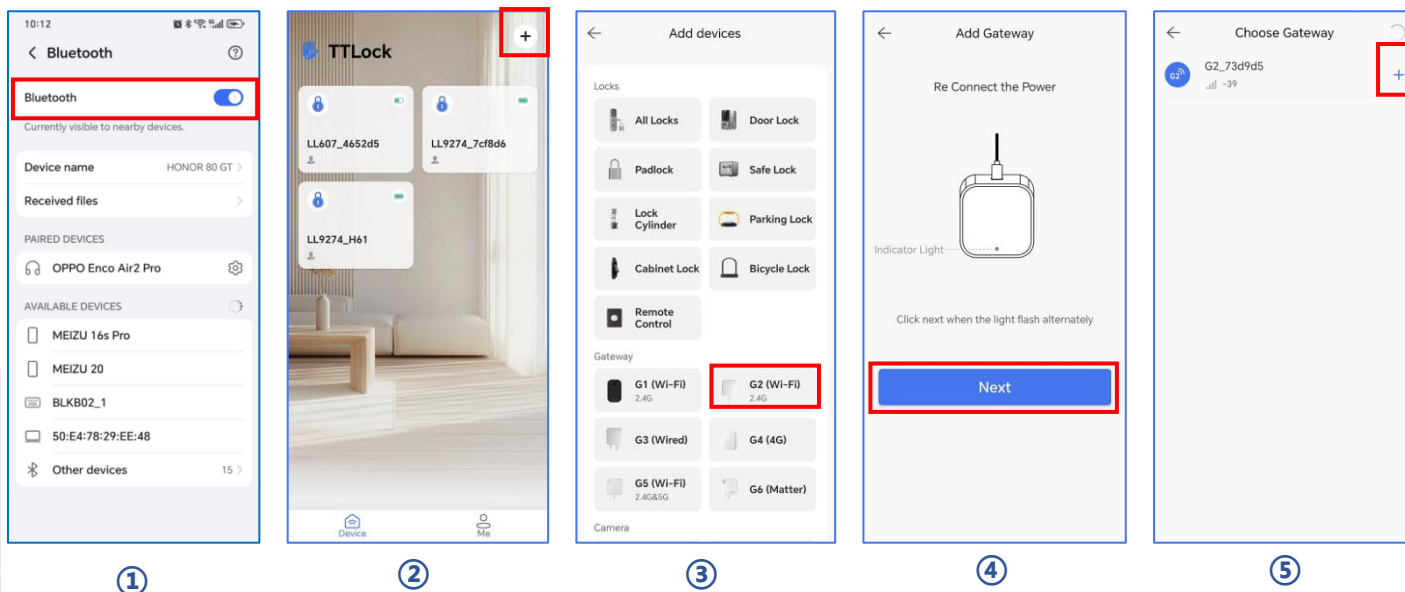 10:12
Bluetooth
Bluetooth
Currently visible to nearby devices.
Device name HONOR 80 GT
Received files
PAIRED DEVICES
OPPO Enco Air2 Pro
AVAILABLE DEVICES
MEIZU 16s Pro
MEIZU 20
BLKB02_1
50:E4:78:29:EE:48
Other devices 15
①
TTLock
+
LL607_4652d5
LL9274_7cf8d6
LL9274_H61
Device
Me
②
Add devices
Locks
All Locks
Door Lock
Padlock
Safe Lock
Lock
Cylinder
Parking Lock
Cabinet Lock
Bicycle Lock
Remote
Control
Gateway
G1 (Wi-Fi)
2.4G
G2 (Wi-Fi)
2.4G
G3 (Wired)
G4 (4G)
G5 (Wi-Fi)
2.4G&5G
G6 (Matter)
Camera
③
Add Gateway
Re Connect the Power
Indicator Light
Click next when the light flash alternately
Next
④
Choose Gateway
G2
G2_73d9d5
-39
+
⑤